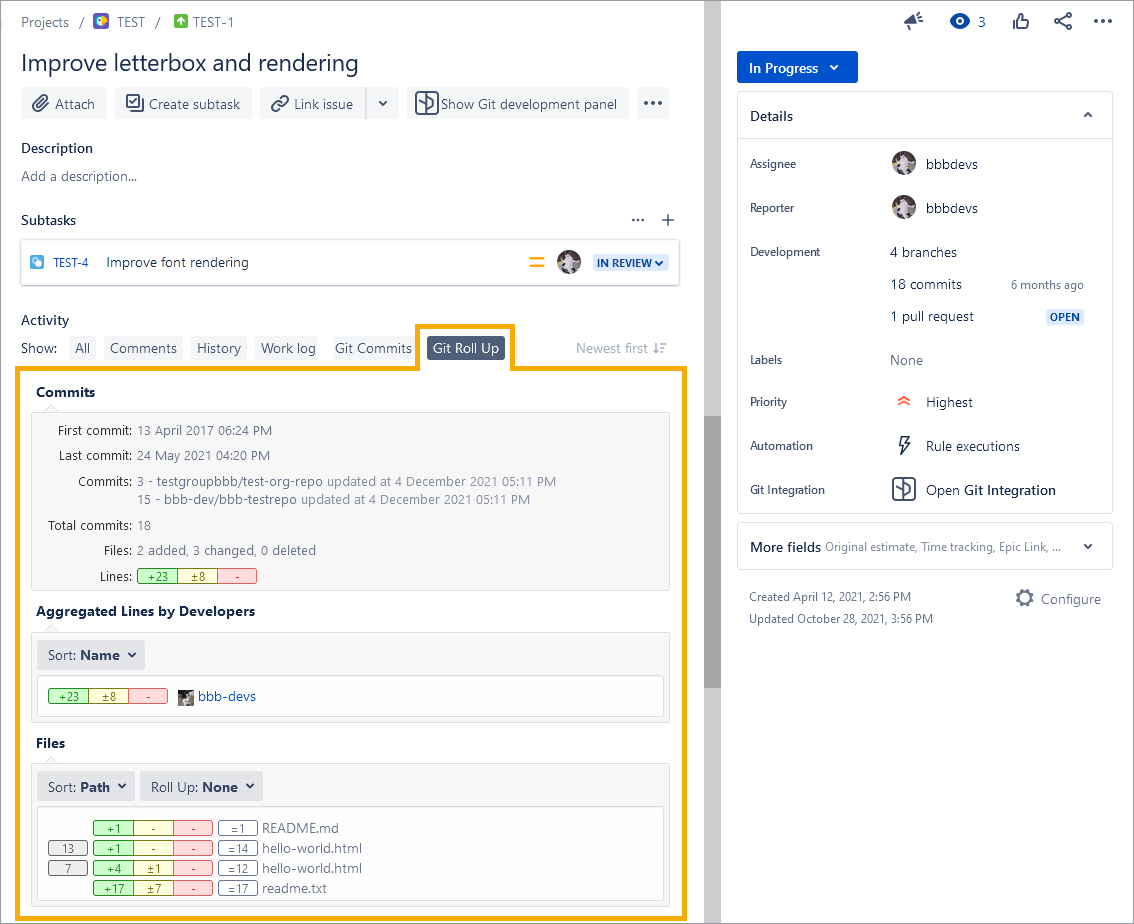 Projects / TEST / TEST-1
Improve letterbox and rendering
Attach Create subtask Link issue Show Git development panel
Description
Add a description...
Subtasks
TEST-4 Improve font rendering IN REVIEW
Activity
Show: All Comments History Work log Git Commits Git Roll Up Newest first
Commits
First commit: 13 April 2017 06:24 PM
Last commit: 24 May 2021 04:20 PM
Commits: 3 - testgroupbbb/test-org-repo updated at 4 December 2021 05:11 PM
15 - bbb-dev/bbb-testrepo updated at 4 December 2021 05:11 PM
Total commits: 18
Files: 2 added, 3 changed, 0 deleted
Lines: +23 ±8 -
Aggregated Lines by Developers
Sort: Name
+23 ±8 - bbb-devs
Files
Sort: Path Roll Up: None
+1 - - =1 README.md
13 +1 - - =14 hello-world.html
7 +4 ±1 - =12 hello-world.html
+17 ±7 - =17 readme.txt
3
In Progress
Details
Assignee bbbdevs
Reporter bbbdevs
Development 4 branches
18 commits 6 months ago
1 pull request OPEN
Labels None
Priority Highest
Automation Rule executions
Git Integration Open Git Integration
More fields Original estimate, Time tracking, Epic Link, ...
Created April 12, 2021, 2:56 PM
Configure
Updated October 28, 2021, 3:56 PM